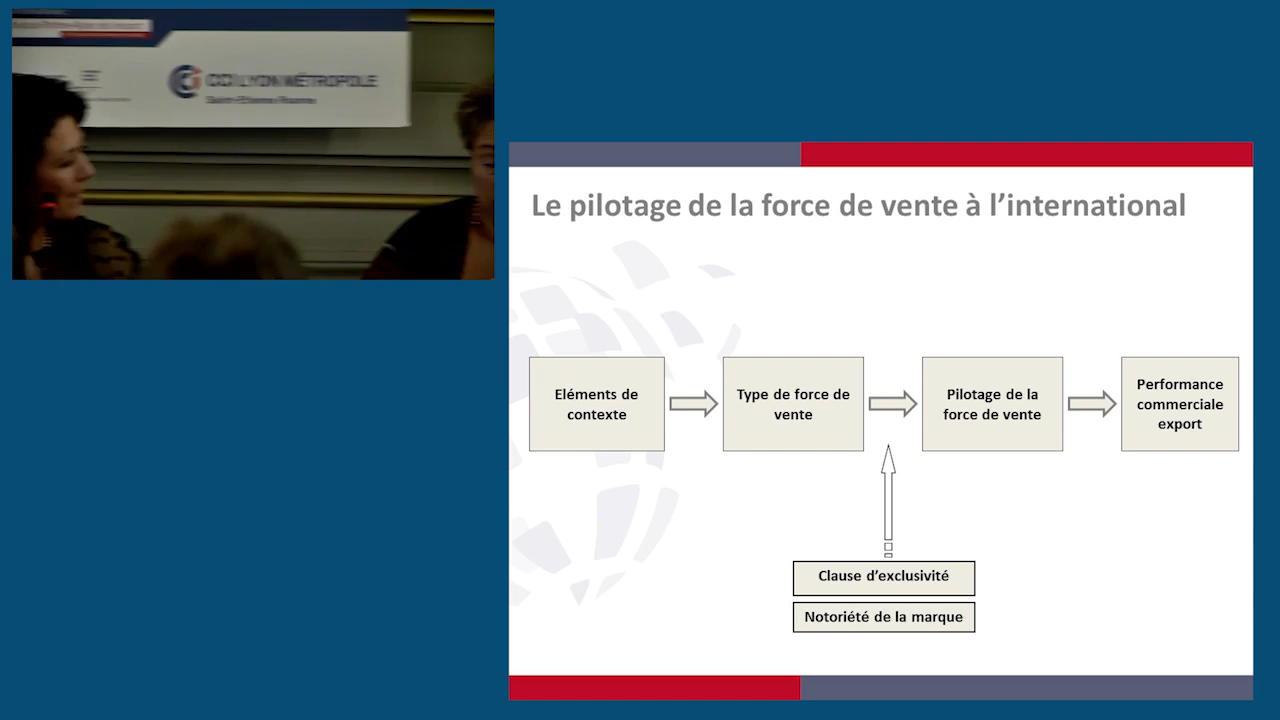 CCI LYON MÉTROPOLE
Saint-Etienne Roanne
Le pilotage de la force de vente à l’international
Eléments de
contexte
Type de force de
vente
Pilotage de la
force de vente
Performance
commerciale
export
Clause d’exclusivité
Notoriété de la marque